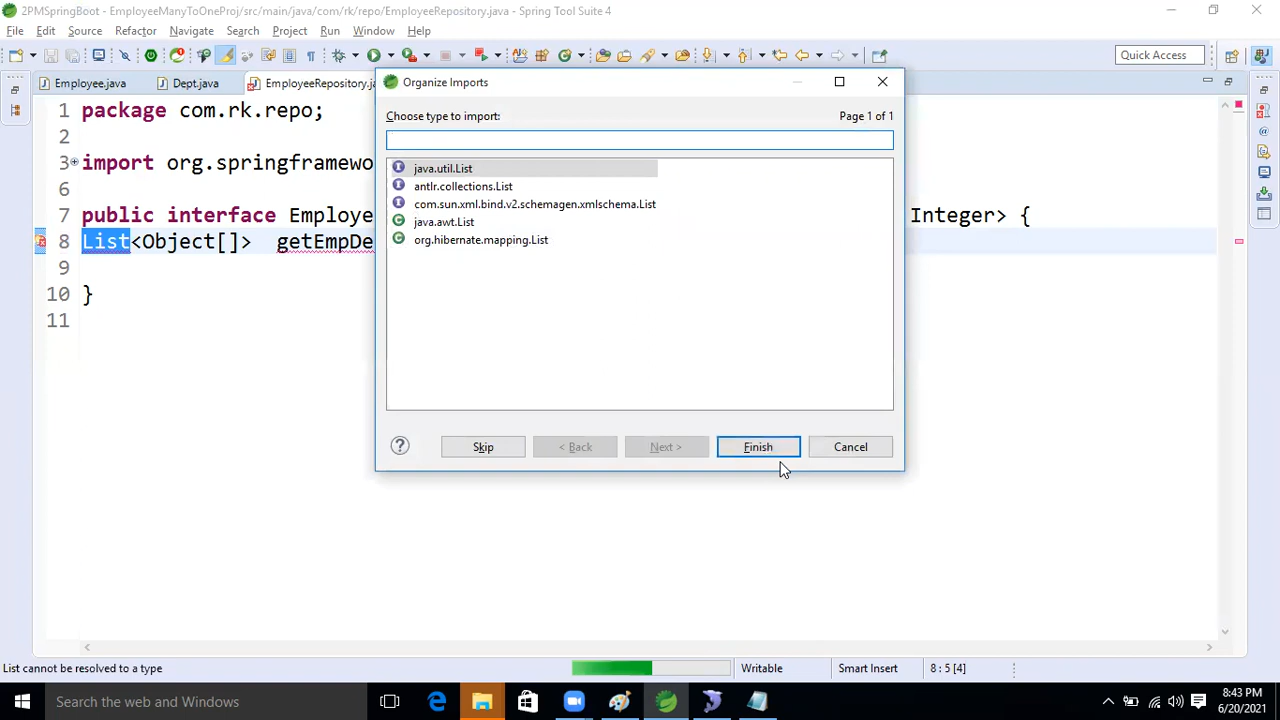 2PMSpringBoot - EmployeeManyToOneProj/src/main/java/com/rk/repo/EmployeeRepository.java - Spring Tool Suite 4
File Edit Source Refactor Navigate Search Project Run Window Help
Quick Access
Employee.java Dept.java EmployeeRepository.ja
Organize Imports
Choose type to import: Page 1 of 1
java.util.List
antlr.collections.List
com.sun.xml.bind.v2.schemagen.xmlschema.List
java.awt.List
org.hibernate.mapping.List
Skip < Back Next > Finish Cancel
1 package com.rk.repo;
2
3 import org.springframewo
6
7 public interface Employe Integer> {
8 List<Object[]> getEmpDe
9
10 }
11
List cannot be resolved to a type Writable Smart Insert 8 : 5 [4]
Search the web and Windows
8:43 PM
6/20/2021